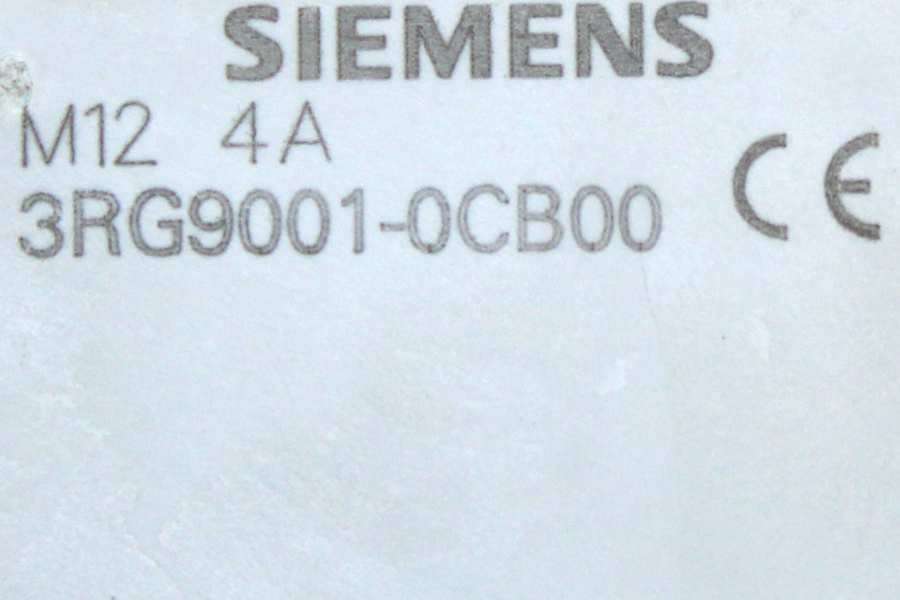 SIEMENS
M12 4A
3RG9001-0CB00
CE